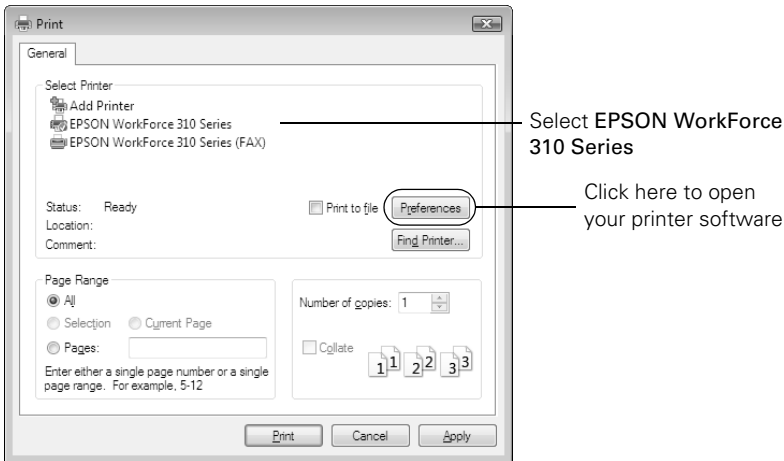 Print
General
Select Printer
Add Printer
EPSON WorkForce 310 Series
EPSON WorkForce 310 Series (FAX)
Select EPSON WorkForce
310 Series
Status: Ready
Print to file
Preferences
Click here to open
your printer software
Location:
Comment:
Find Printer...
Page Range
All
Selection
Current Page
Pages:
Enter either a single page number or a single
page range. For example, 5-12
Number of copies: 1
Collate
1 1 2 2 3 3
Print
Cancel
Apply